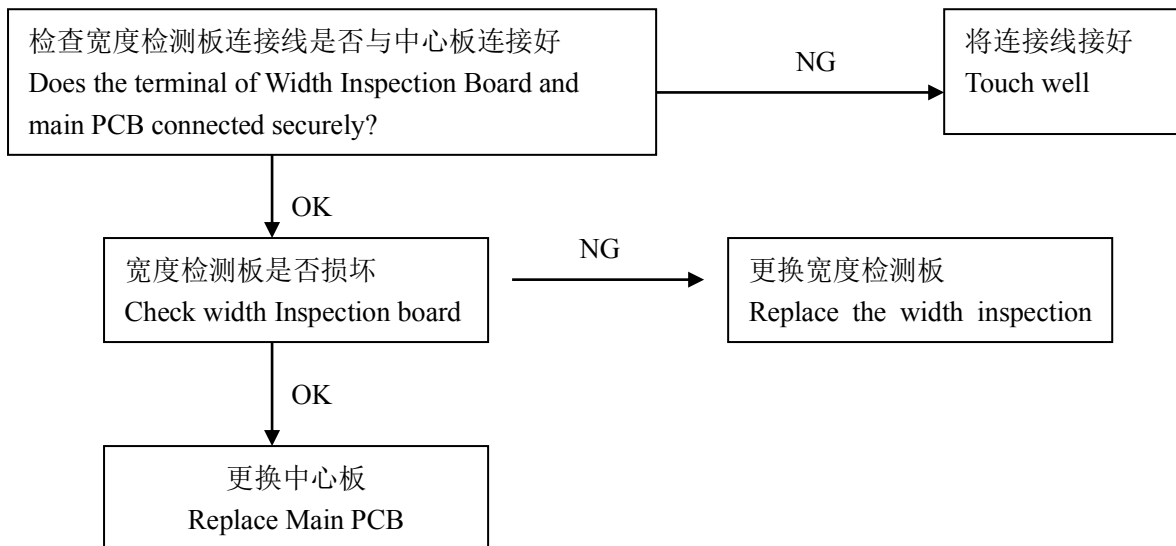 检查宽度检测板连接线是否与中心板连接好
Does the terminal of Width Inspection Board and
main PCB connected securely?
NG
将连接线接好
Touch well
OK
宽度检测板是否损坏
Check width Inspection board
NG
更换宽度检测板
Replace the width inspection
OK
更换中心板
Replace Main PCB